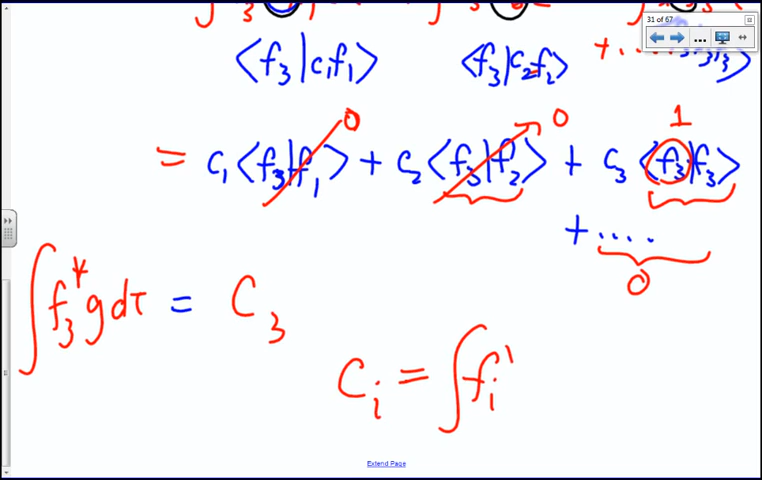 31 of 67
⟨f₃|c₁f₁⟩ ⟨f₃|c₂f₂⟩ +....
= c₁⟨f₃|f₁⟩ 0 + c₂⟨f₃|f₂⟩ 0 + c₃⟨f₃|f₃⟩ 1
+.... 0
∫f₃*g dτ = C₃
Cᵢ = ∫fᵢ'
Extend Page